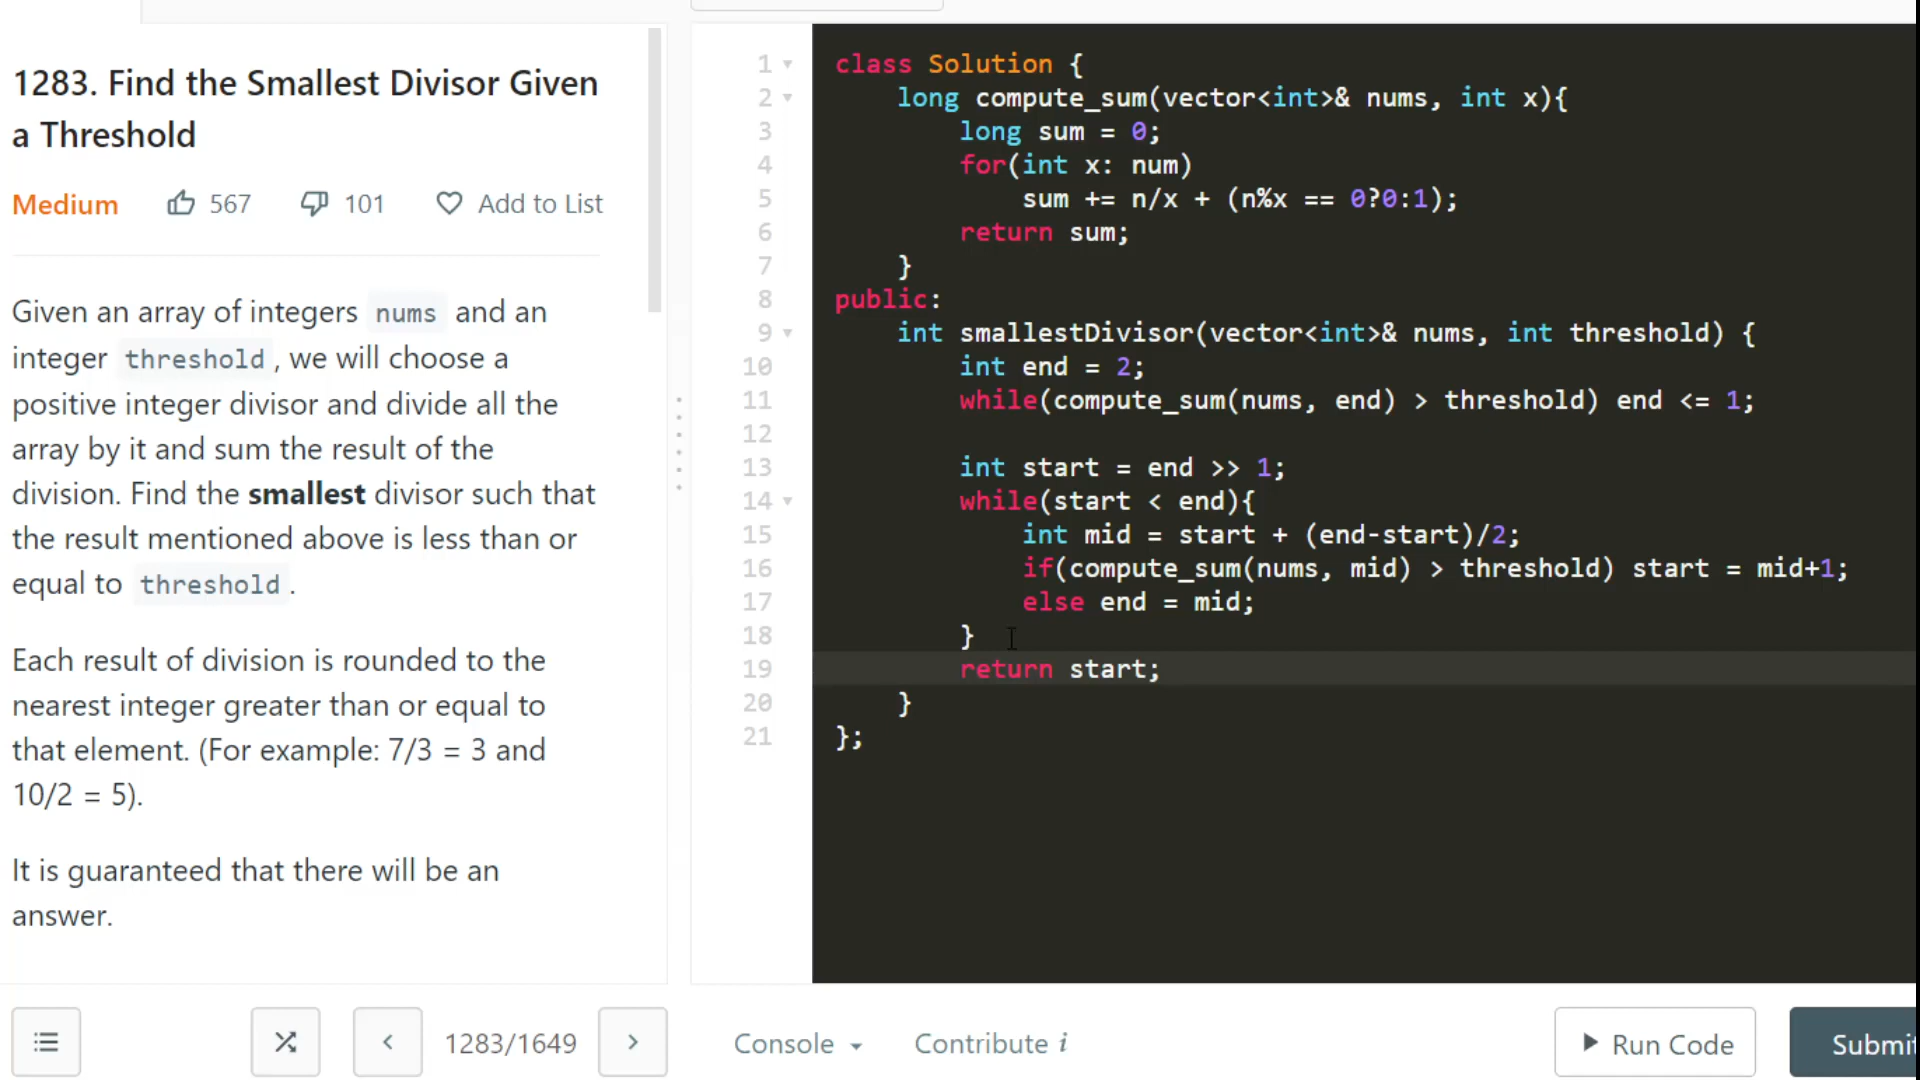 1283. Find the Smallest Divisor Given
a Threshold
Medium 567 101 Add to List
Given an array of integers nums and an
integer threshold , we will choose a
positive integer divisor and divide all the
array by it and sum the result of the
division. Find the smallest divisor such that
the result mentioned above is less than or
equal to threshold .
Each result of division is rounded to the
nearest integer greater than or equal to
that element. (For example: 7/3 = 3 and
10/2 = 5).
It is guaranteed that there will be an
answer.
1283/1649
1 class Solution {
2 long compute_sum(vector<int>& nums, int x){
3 long sum = 0;
4 for(int x: num)
5 sum += n/x + (n%x == 0?0:1);
6 return sum;
7 }
8 public:
9 int smallestDivisor(vector<int>& nums, int threshold) {
10 int end = 2;
11 while(compute_sum(nums, end) > threshold) end <= 1;
12
13 int start = end >> 1;
14 while(start < end){
15 int mid = start + (end-start)/2;
16 if(compute_sum(nums, mid) > threshold) start = mid+1;
17 else end = mid;
18 }
19 return start;
20 }
21 };
Console Contribute i
Run Code Submi